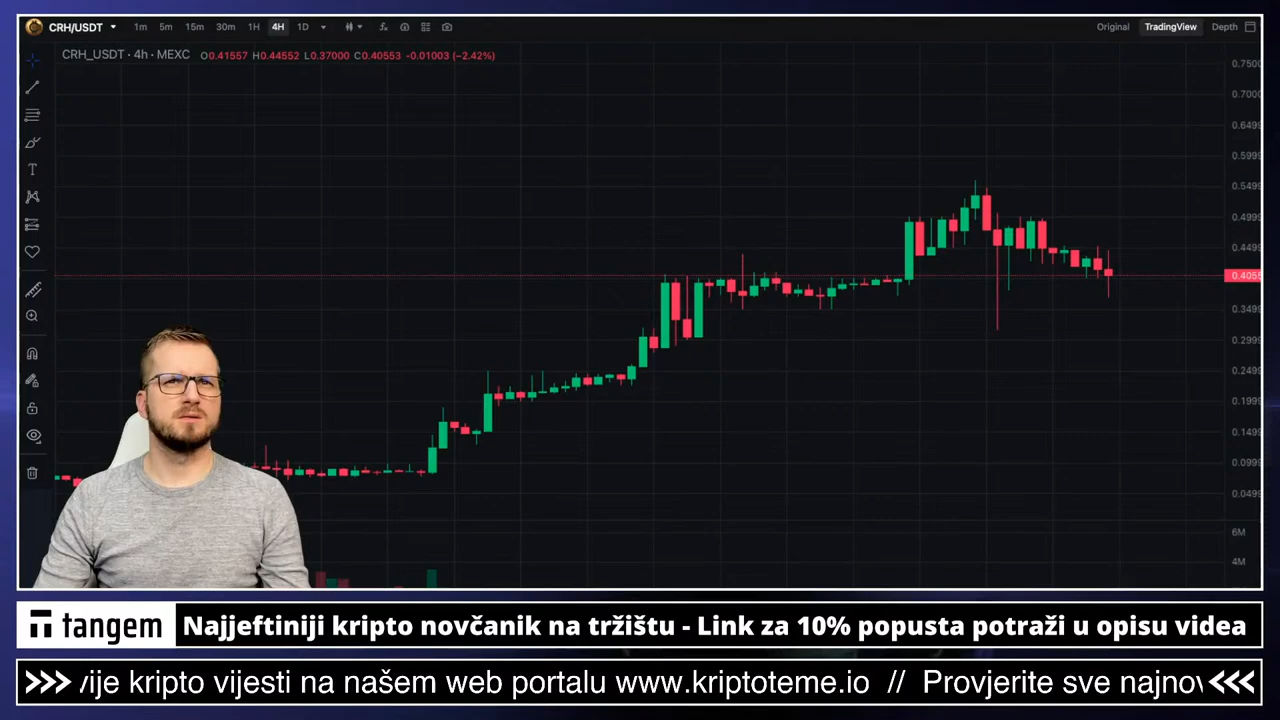 CRH/USDT 1m 5m 15m 30m 1H 4H 1D Original TradingView Depth
CRH_USDT · 4h · MEXC O0.41557 H0.44552 L0.37000 C0.40553 -0.01003 (−2.42%)
0.7500
0.7000
0.6499
0.5999
0.5499
0.4999
0.4499
0.4055
0.3499
0.2999
0.2499
0.1999
0.1499
0.0999
0.0499
6M
4M
tangem Najjeftiniji kripto novčanik na tržištu - Link za 10% popusta potraži u opisu videa
vije kripto vijesti na našem web portalu www.kriptoteme.io // Provjerite sve najnov